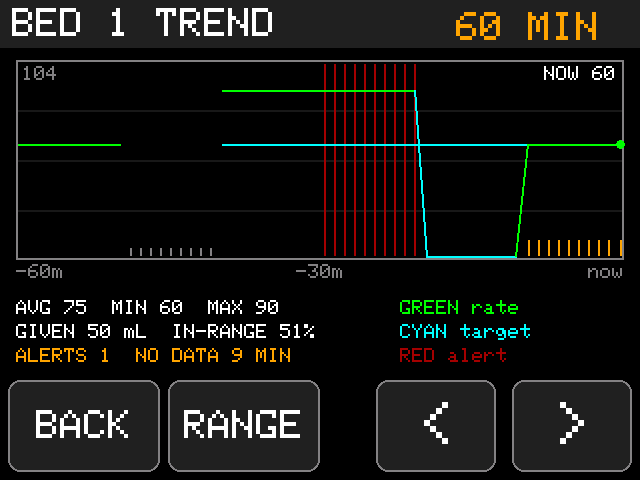 BED 1 TREND 60 MIN
104 NOW 60
-60m -30m now
AVG 75 MIN 60 MAX 90 GREEN rate
GIVEN 50 mL IN-RANGE 51% CYAN target
ALERTS 1 NO DATA 9 MIN RED alert
BACK RANGE < >